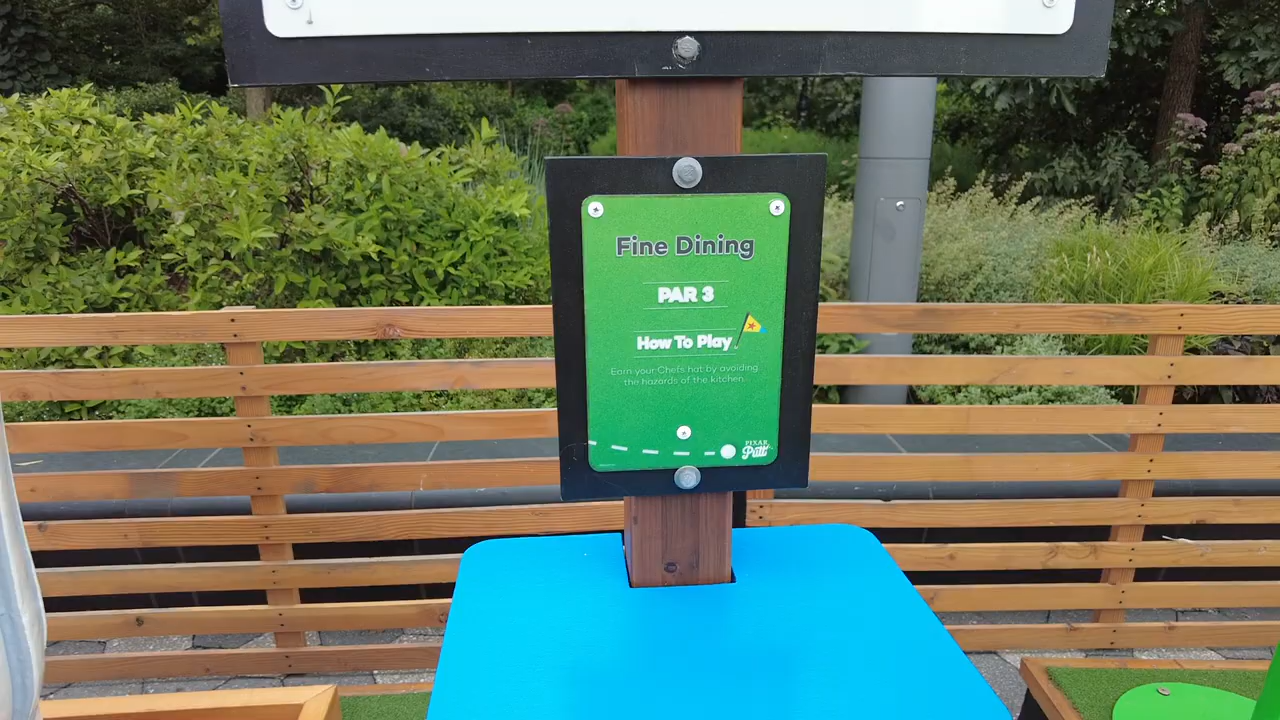 Fine Dining
PAR 3
How To Play
Earn your Chefs hat by avoiding
the hazards of the kitchen.
PIXAR
Putt